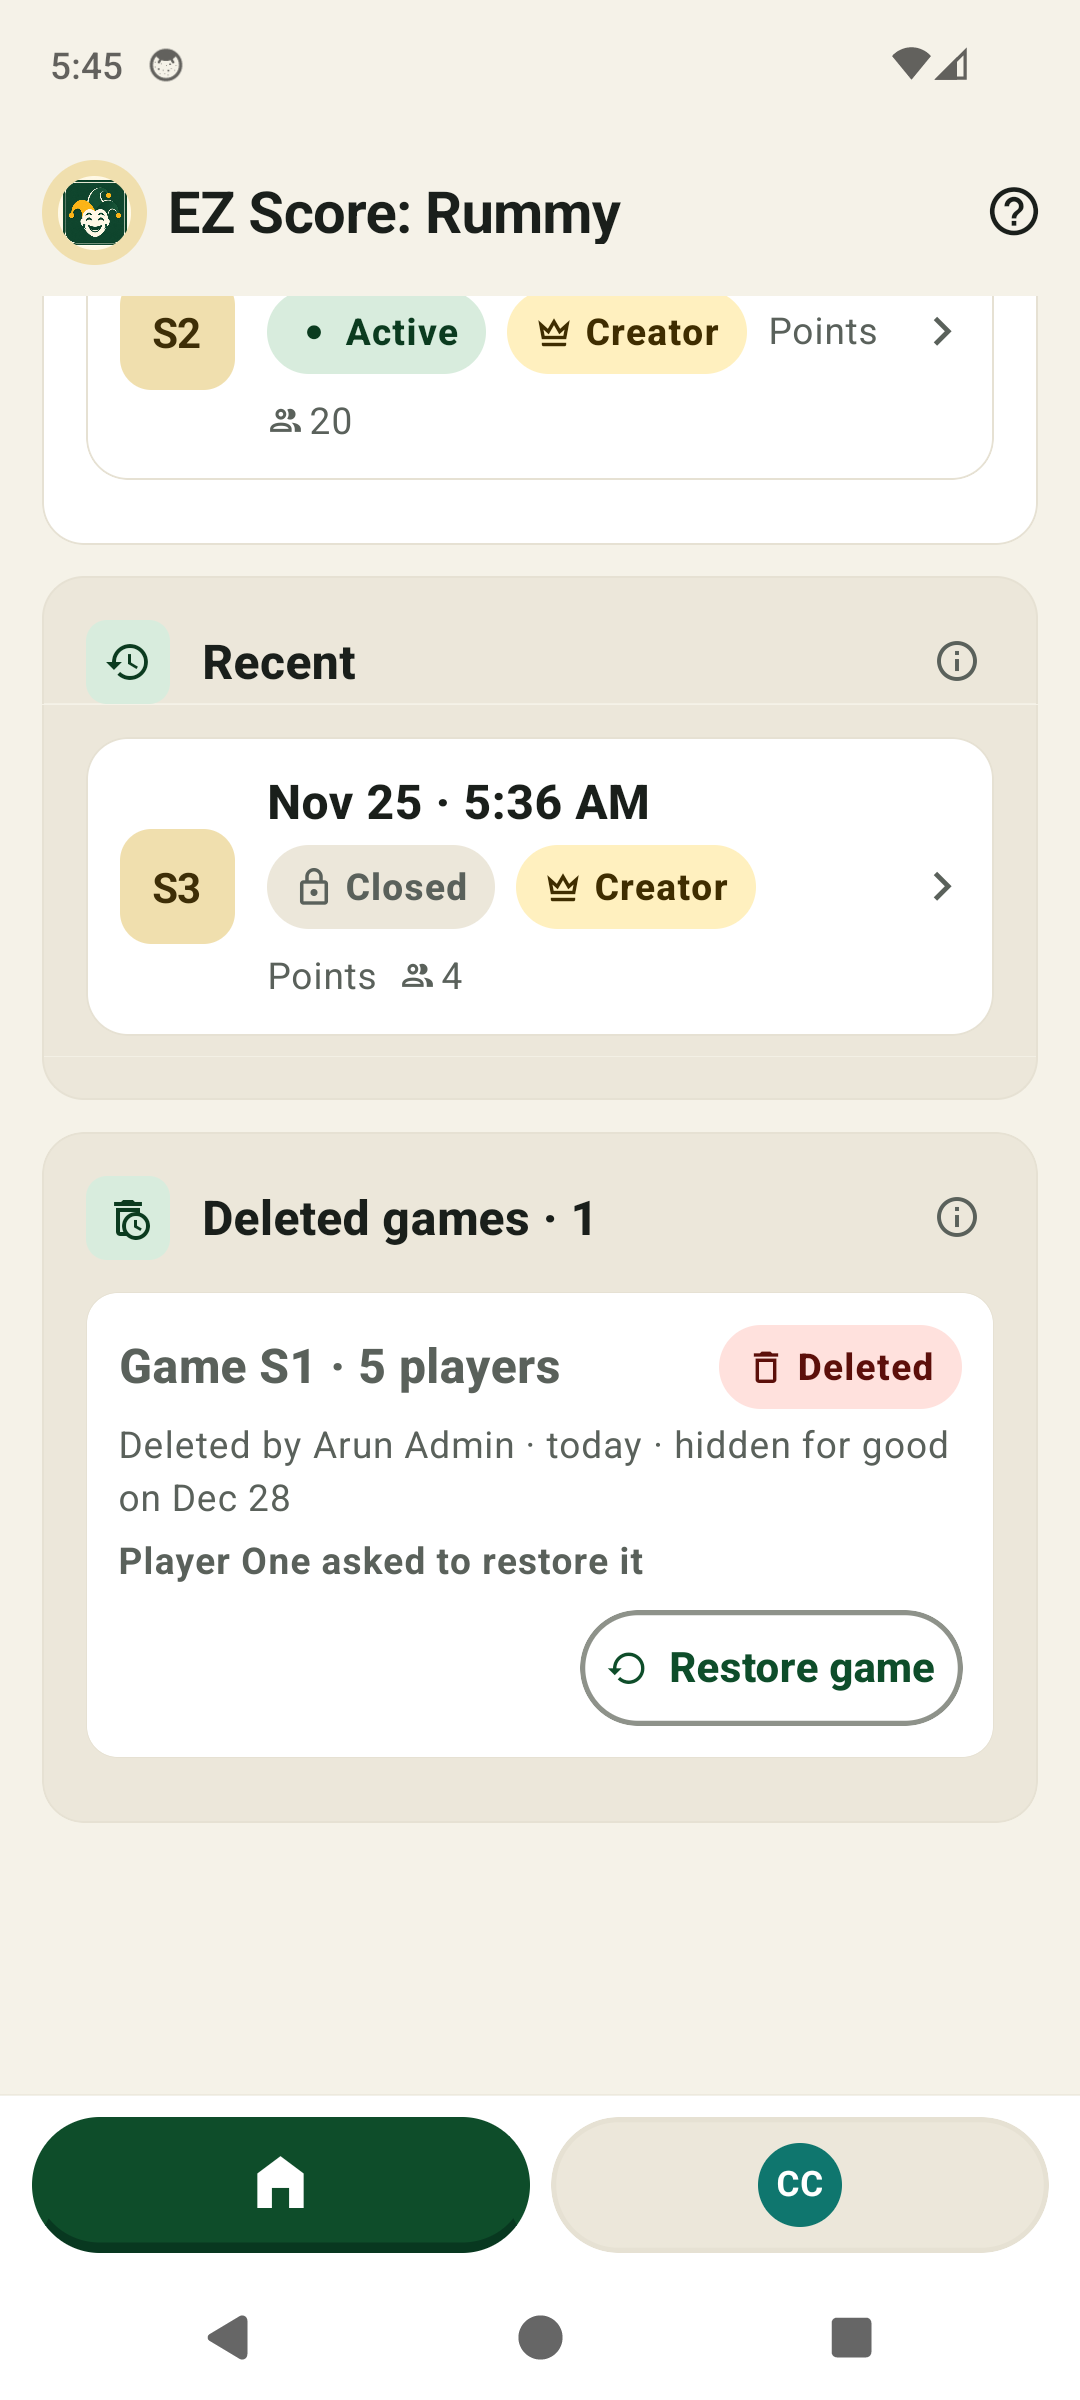 5:45
EZ Score: Rummy
S2
Active
Creator
Points
20
Recent
Nov 25 · 5:36 AM
S3
Closed
Creator
Points
4
Deleted games · 1
Game S1 · 5 players
Deleted
Deleted by Arun Admin · today · hidden for good
on Dec 28
Player One asked to restore it
Restore game
CC